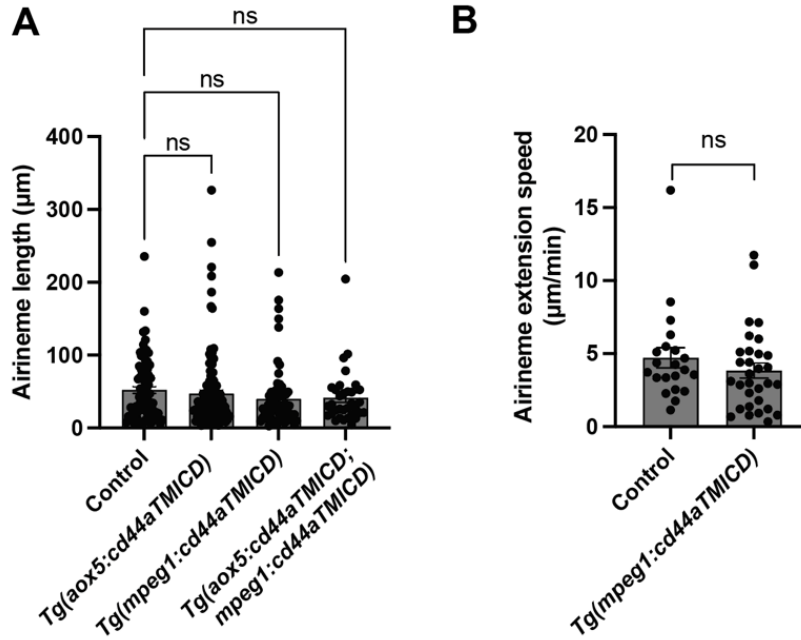 A
ns
ns
ns
Airineme length (µm)
400
300
200
100
0
Control
Tg(aox5:cd44aTMICD)
Tg(mpeg1:cd44aTMICD)
Tg(aox5:cd44aTMICD;
mpeg1:cd44aTMICD)
B
ns
Airineme extension speed
(µm/min)
20
15
10
5
0
Control
Tg(mpeg1:cd44aTMICD)